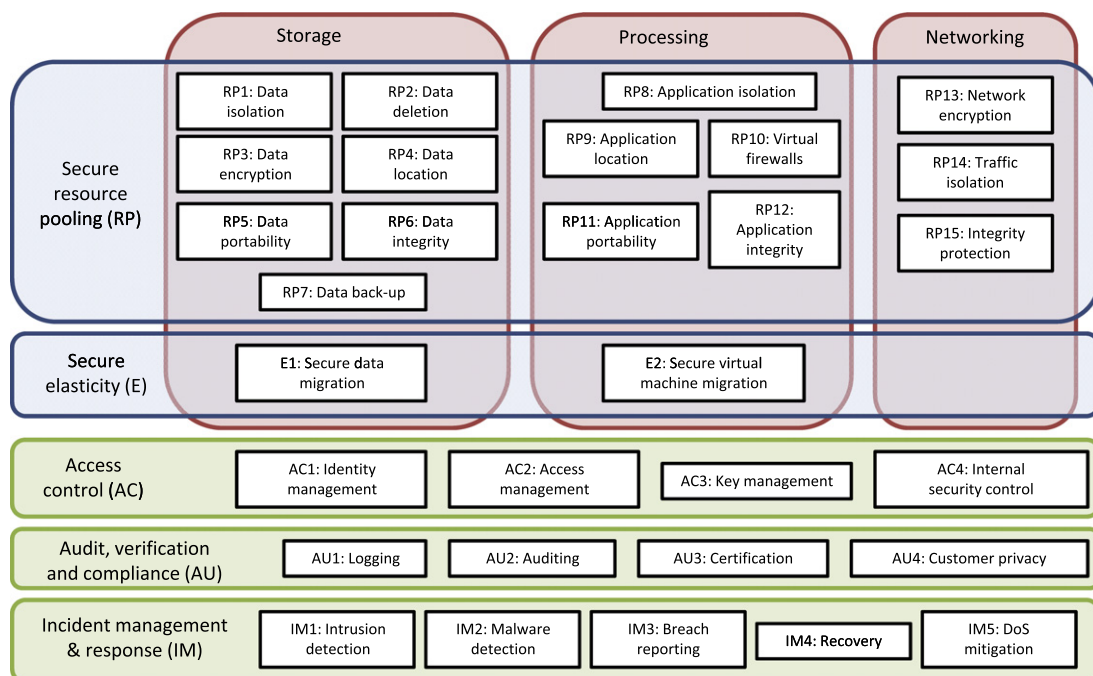 Storage
Processing
Networking
Secure
resource
pooling (RP)
RP1: Data
isolation
RP2: Data
deletion
RP3: Data
encryption
RP4: Data
location
RP5: Data
portability
RP6: Data
integrity
RP7: Data back-up
RP8: Application isolation
RP9: Application
location
RP10: Virtual
firewalls
RP11: Application
portability
RP12:
Application
integrity
RP13: Network
encryption
RP14: Traffic
isolation
RP15: Integrity
protection
Secure
elasticity (E)
E1: Secure data
migration
E2: Secure virtual
machine migration
Access
control (AC)
AC1: Identity
management
AC2: Access
management
AC3: Key management
AC4: Internal
security control
Audit, verification
and compliance (AU)
AU1: Logging
AU2: Auditing
AU3: Certification
AU4: Customer privacy
Incident management
& response (IM)
IM1: Intrusion
detection
IM2: Malware
detection
IM3: Breach
reporting
IM4: Recovery
IM5: DoS
mitigation